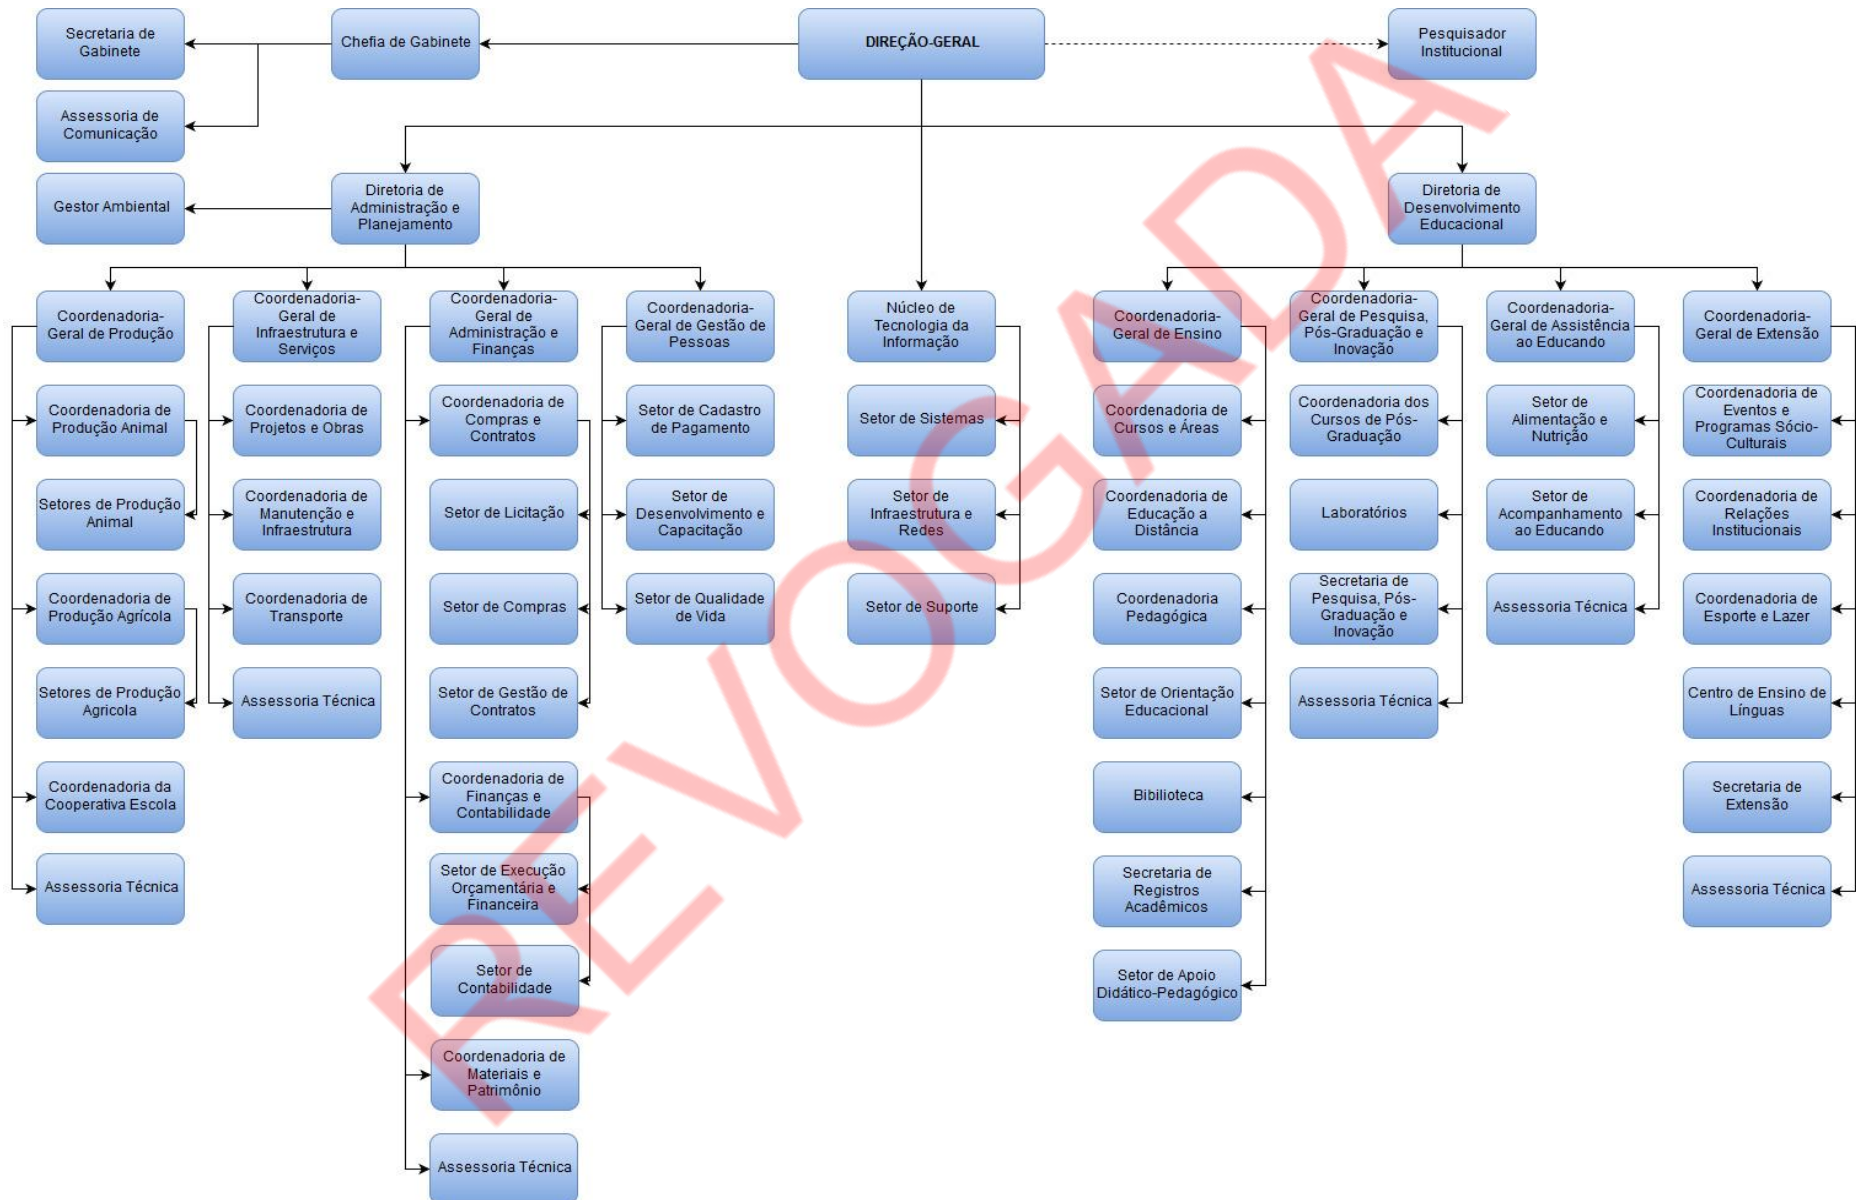 Secretaria de
Gabinete
Chefia de Gabinete
DIREÇÃO-GERAL
Pesquisador
Institucional
Assessoria de
Comunicação
Gestor Ambiental
Diretoria de
Administração e
Planejamento
Diretoria de
Desenvolvimento
Educacional
Coordenadoria-
Geral de Produção
Coordenadoria-
Geral de
Infraestrutura e
Serviços
Coordenadoria-
Geral de
Administração e
Finanças
Coordenadoria-
Geral de Gestão de
Pessoas
Núcleo de
Tecnologia da
Informação
Coordenadoria-
Geral de Ensino
Coordenadoria-
Geral de Pesquisa,
Pós-Graduação e
Inovação
Coordenadoria-
Geral de Assistência
ao Educando
Coordenadoria-
Geral de Extensão
Coordenadoria de
Produção Animal
Coordenadoria de
Projetos e Obras
Coordenadoria de
Compras e
Contratos
Setor de Cadastro
de Pagamento
Setor de Sistemas
Coordenadoria de
Cursos e Áreas
Coordenadoria dos
Cursos de Pós-
Graduação
Setor de
Alimentação e
Nutrição
Coordenadoria de
Eventos e
Programas Sócio-
Culturais
Setores de Produção
Animal
Coordenadoria de
Manutenção e
Infraestrutura
Setor de Licitação
Setor de
Desenvolvimento e
Capacitação
Setor de
Infraestrutura e
Redes
Coordenadoria de
Educação a
Distância
Laboratórios
Setor de
Acompanhamento
ao Educando
Coordenadoria de
Relações
Institucionais
Coordenadoria de
Produção Agrícola
Coordenadoria de
Transporte
Setor de Compras
Setor de Qualidade
de Vida
Setor de Suporte
Coordenadoria
Pedagógica
Secretaria de
Pesquisa, Pós-
Graduação e
Inovação
Assessoria Técnica
Coordenadoria de
Esporte e Lazer
Setores de Produção
Agricola
Assessoria Técnica
Setor de Gestão de
Contratos
Setor de Orientação
Educacional
Assessoria Técnica
Centro de Ensino de
Línguas
Coordenadoria da
Cooperativa Escola
Coordenadoria de
Finanças e
Contabilidade
Bibilioteca
Secretaria de
Extensão
Assessoria Técnica
Setor de Execução
Orçamentária e
Financeira
Secretaria de
Registros
Acadêmicos
Assessoria Técnica
Setor de
Contabilidade
Setor de Apoio
Didático-Pedagógico
Coordenadoria de
Materiais e
Patrimônio
Assessoria Técnica
REVOGADA